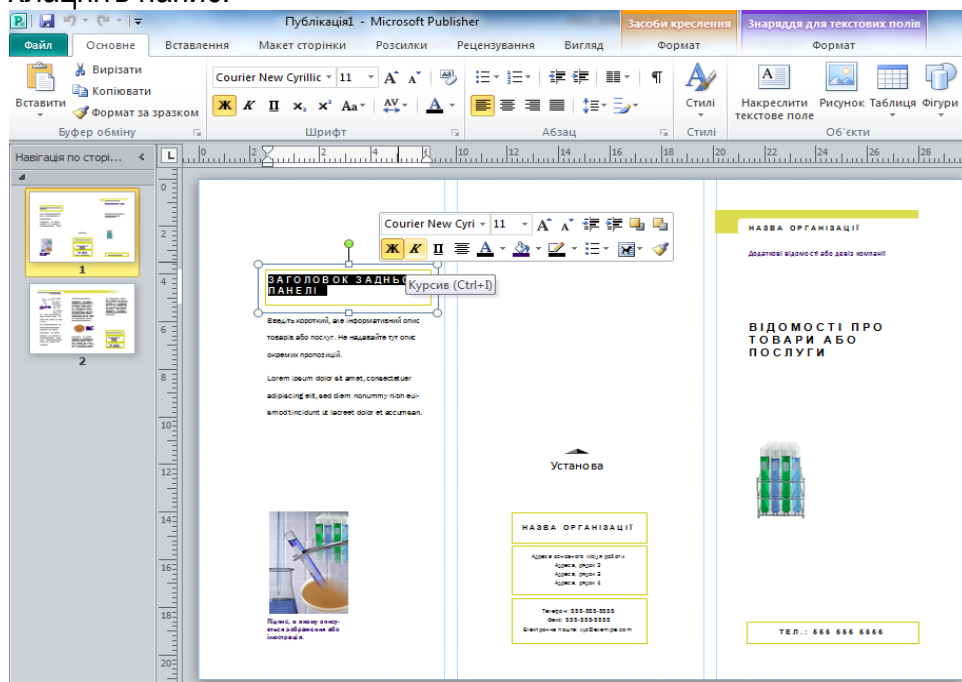 Публікація1 - Microsoft Publisher
Засоби креслення
Знаряддя для текстових полів
Файл
Основне
Вставлення
Макет сторінки
Розсилки
Рецензування
Вигляд
Формат
Формат
Вставити
Вирізати
Копіювати
Формат за зразком
Буфер обміну
Courier New Cyrillic 11
Ж К П
Шрифт
Абзац
Стилі
Стилі
Накреслити текстове поле
Рисунок
Таблиця
Фігури
Об'єкти
Навігація по сторі...
1
2
Courier New Cyri 11
Ж К П
Курсив (Ctrl+I)
ЗАГОЛОВОК ЗАДНЬО
ПАНЕЛІ
Введіть короткий, але інформативний опис
товарів або послуг. Не надавайте тут опис
окремих пропозицій.
Lorem ipsum dolor sit amet, consectetuer
adipiscing elit, sed diem nonummy nibh eui-
smod tincidunt ut lacreet dolor et accumsan.
Підпис, в якому опису-
ється зображення або
ілюстрація.
Установа
НАЗВА ОРГАНІЗАЦІЇ
Адреса основного місця роботи
Адреса, рядок 2
Адреса, рядок 3
Адреса, рядок 4
Телефон: 555-555-5555
Факс: 555-555-5555
Електронна пошта: xyz@example.com
НАЗВА ОРГАНІЗАЦІЇ
Додаткові відомості або девіз компанії
ВІДОМОСТІ ПРО
ТОВАРИ АБО
ПОСЛУГИ
ТЕЛ.: 555 555 5555